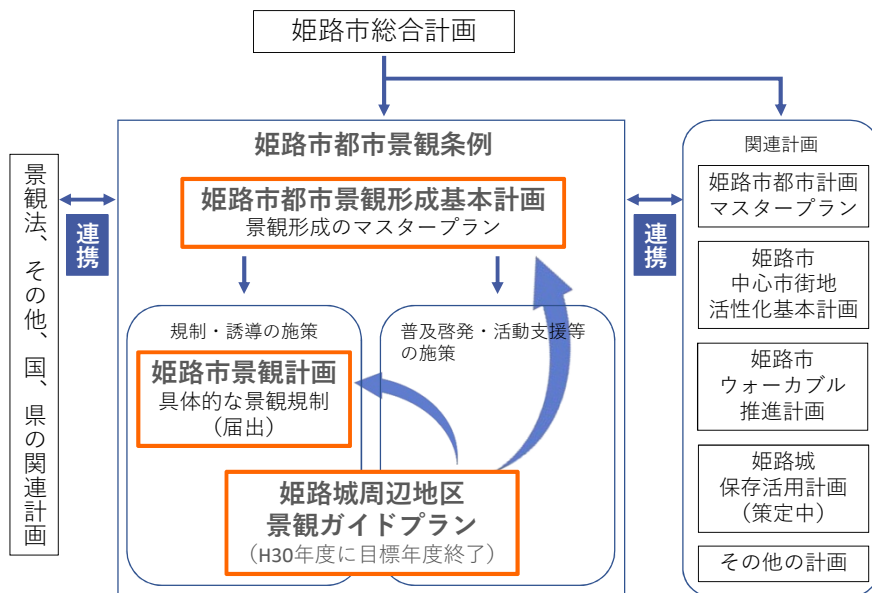 姫路市総合計画
姫路市都市景観条例
姫路市都市景観形成基本計画
景観形成のマスタープラン
景観法、その他、国、県の関連計画
連携
連携
規制・誘導の施策
姫路市景観計画
具体的な景観規制
（届出）
普及啓発・活動支援等
の施策
姫路城周辺地区
景観ガイドプラン
（H30年度に目標年度終了）
関連計画
姫路市都市計画
マスタープラン
姫路市
中心市街地
活性化基本計画
姫路市
ウォーカブル
推進計画
姫路城
保存活用計画
（策定中）
その他の計画